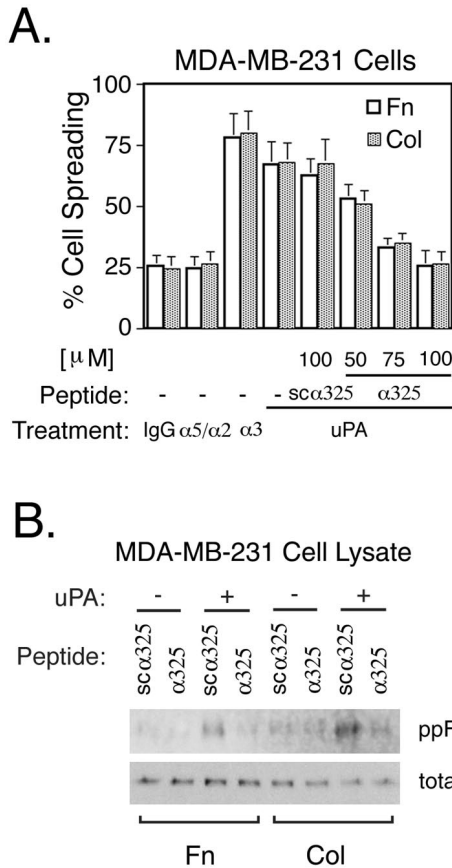 A.
MDA-MB-231 Cells
100
75
50
25
0
% Cell Spreading
Fn
Col
[μM] 100 50 75 100
Peptide: - - - - scα325 α325
Treatment: IgG α5/α2 α3 uPA
B.
MDA-MB-231 Cell Lysate
uPA: - + - +
Peptide: scα325 α325 scα325 α325 scα325 α325 scα325 α325
Fn Col